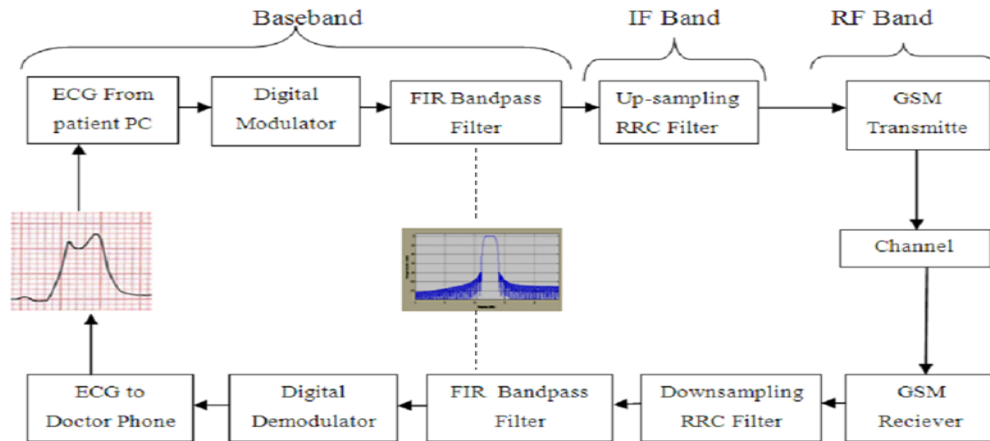 Baseband
IF Band
RF Band
ECG From
patient PC
Digital
Modulator
FIR Bandpass
Filter
Up-sampling
RRC Filter
GSM
Transmitte
Channel
ECG to
Doctor Phone
Digital
Demodulator
FIR Bandpass
Filter
Downsampling
RRC Filter
GSM
Reciever